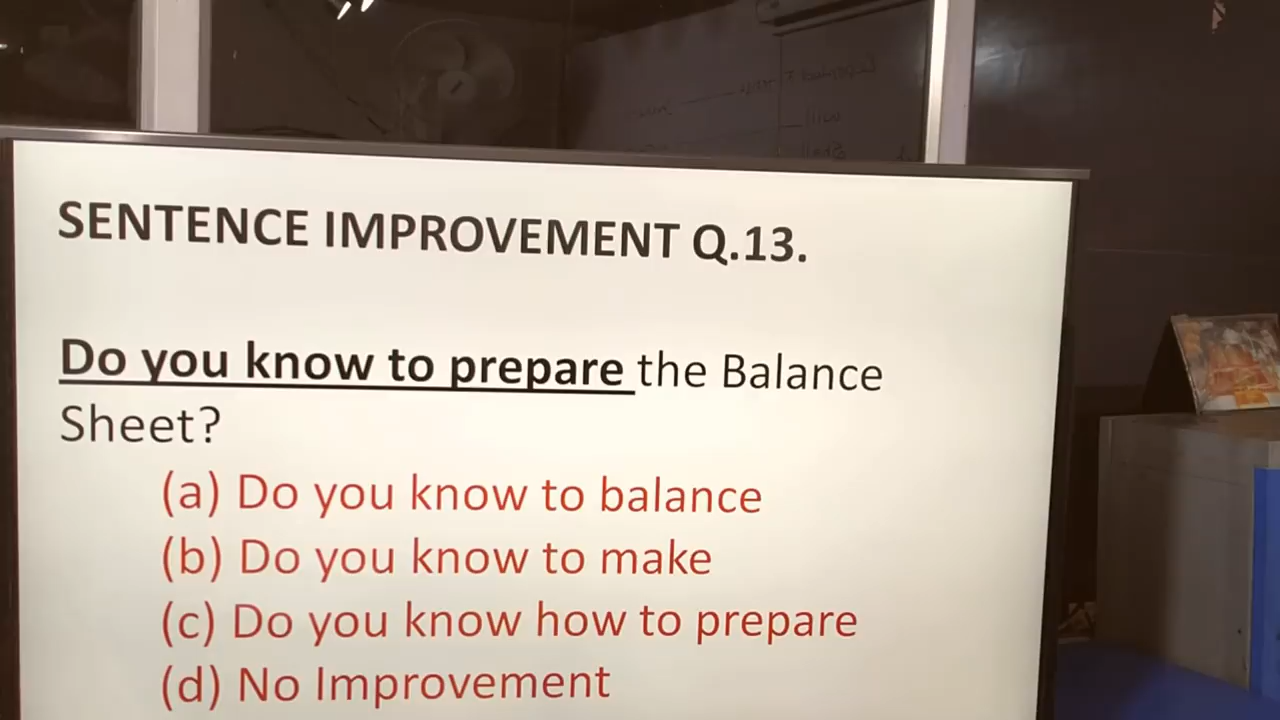 SENTENCE IMPROVEMENT Q.13.
Do you know to prepare the Balance
Sheet?
(a) Do you know to balance
(b) Do you know to make
(c) Do you know how to prepare
(d) No Improvement